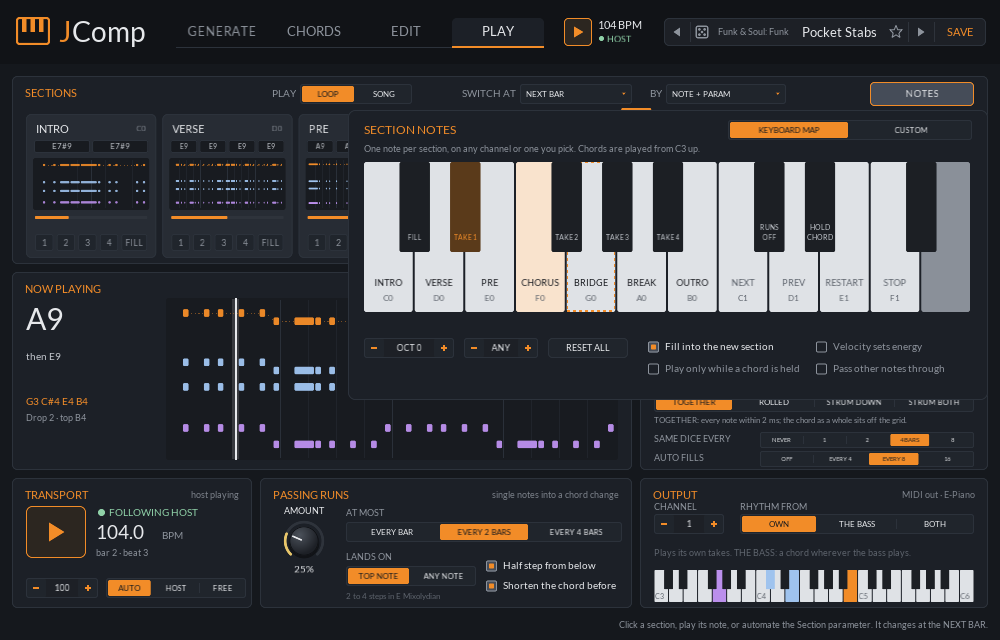 JComp
GENERATE CHORDS EDIT PLAY
104 BPM
HOST
Funk & Soul: Funk Pocket Stabs SAVE
SECTIONS PLAY LOOP SONG SWITCH AT NEXT BAR BY NOTE + PARAM NOTES
INTRO C0
E7#9 E7#9
1 2 3 4 FILL
VERSE D0
E9 E9 E9 E9
1 2 3 4 FILL
PRE
A9
1 2
SECTION NOTES KEYBOARD MAP CUSTOM
One note per section, on any channel or one you pick. Chords are played from C3 up.
FILL TAKE1 TAKE2 TAKE3 TAKE4 RUNS OFF HOLD CHORD
INTRO VERSE PRE CHORUS BRIDGE BREAK OUTRO NEXT PREV RESTART STOP
C0 D0 E0 F0 G0 A0 B0 C1 D1 E1 F1
− OCT 0 + − ANY + RESET ALL
Fill into the new section Velocity sets energy
Play only while a chord is held Pass other notes through
NOW PLAYING
A9
then E9
G3 C#4 E4 B4
Drop 2 · top B4
TOGETHER ROLLED STRUM DOWN STRUM BOTH
TOGETHER: every note within 2 ms; the chord as a whole sits off the grid.
SAME DICE EVERY NEVER 1 2 4 BARS 8
AUTO FILLS OFF EVERY 4 EVERY 8 16
TRANSPORT host playing
FOLLOWING HOST
104.0 BPM
bar 2 · beat 3
− 100 + AUTO HOST FREE
PASSING RUNS single notes into a chord change
AMOUNT
25%
AT MOST
EVERY BAR EVERY 2 BARS EVERY 4 BARS
LANDS ON
TOP NOTE ANY NOTE
2 to 4 steps in E Mixolydian
Half step from below
Shorten the chord before
OUTPUT MIDI out · E-Piano
CHANNEL RHYTHM FROM
− 1 + OWN THE BASS BOTH
Plays its own takes. THE BASS: a chord wherever the bass plays.
C3 C4 C5 C6
Click a section, play its note, or automate the Section parameter. It changes at the NEXT BAR.